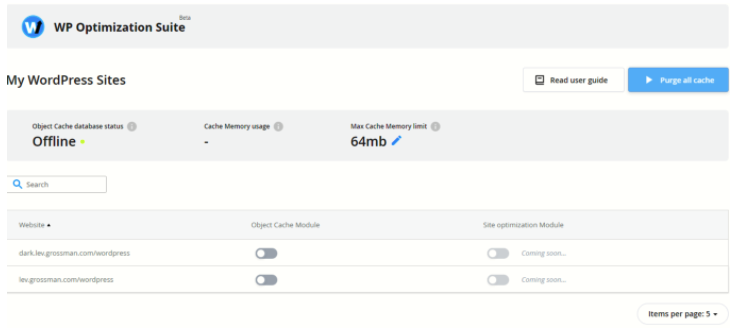 WP Optimization Suite Beta
My WordPress Sites
Read user guide
Purge all cache
Object Cache database status Cache Memory usage Max Cache Memory limit
Offline - 64mb
Search
Website Object Cache Module Site optimization Module
dark.lev.grossman.com/wordpress Coming soon...
lev.grossman.com/wordpress Coming soon...
Items per page: 5